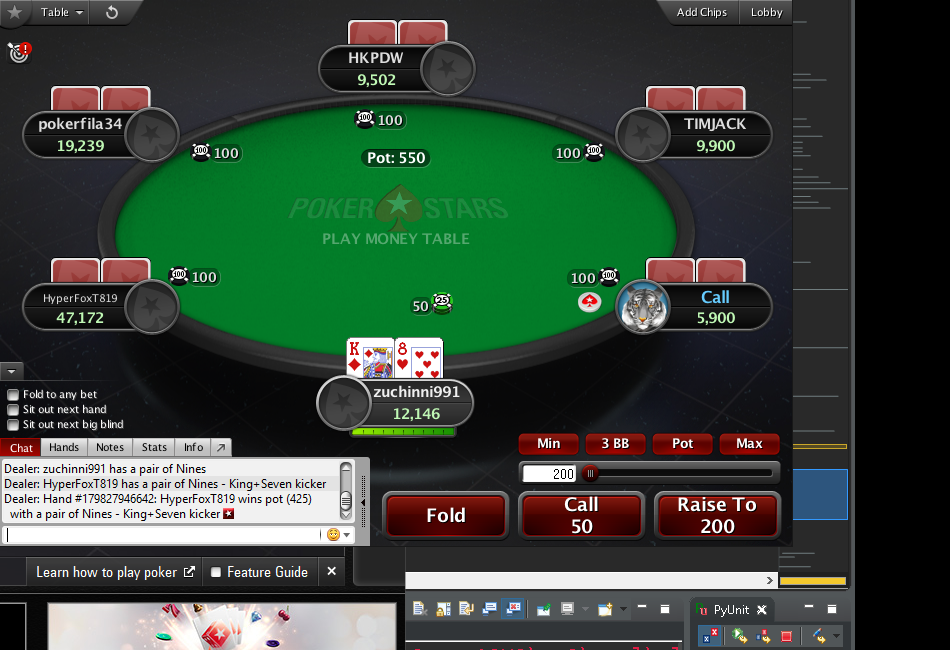 Table
Add Chips
Lobby
HKPDW
9,502
pokerfila34
19,239
TIMJACK
9,900
100
100
100
Pot: 550
POKER STARS
PLAY MONEY TABLE
HyperFoxT819
47,172
100
100
50
25
Call
5,900
K
8
zuchinni991
12,146
Fold to any bet
Sit out next hand
Sit out next big blind
Chat
Hands
Notes
Stats
Info
Dealer: zuchinni991 has a pair of Nines
Dealer: HyperFoxT819 has a pair of Nines - King+Seven kicker
Dealer: Hand #179827946642: HyperFoxT819 wins pot (425)
with a pair of Nines - King+Seven kicker
Min
3 BB
Pot
Max
200
Fold
Call
50
Raise To
200
Learn how to play poker
Feature Guide
PyUnit